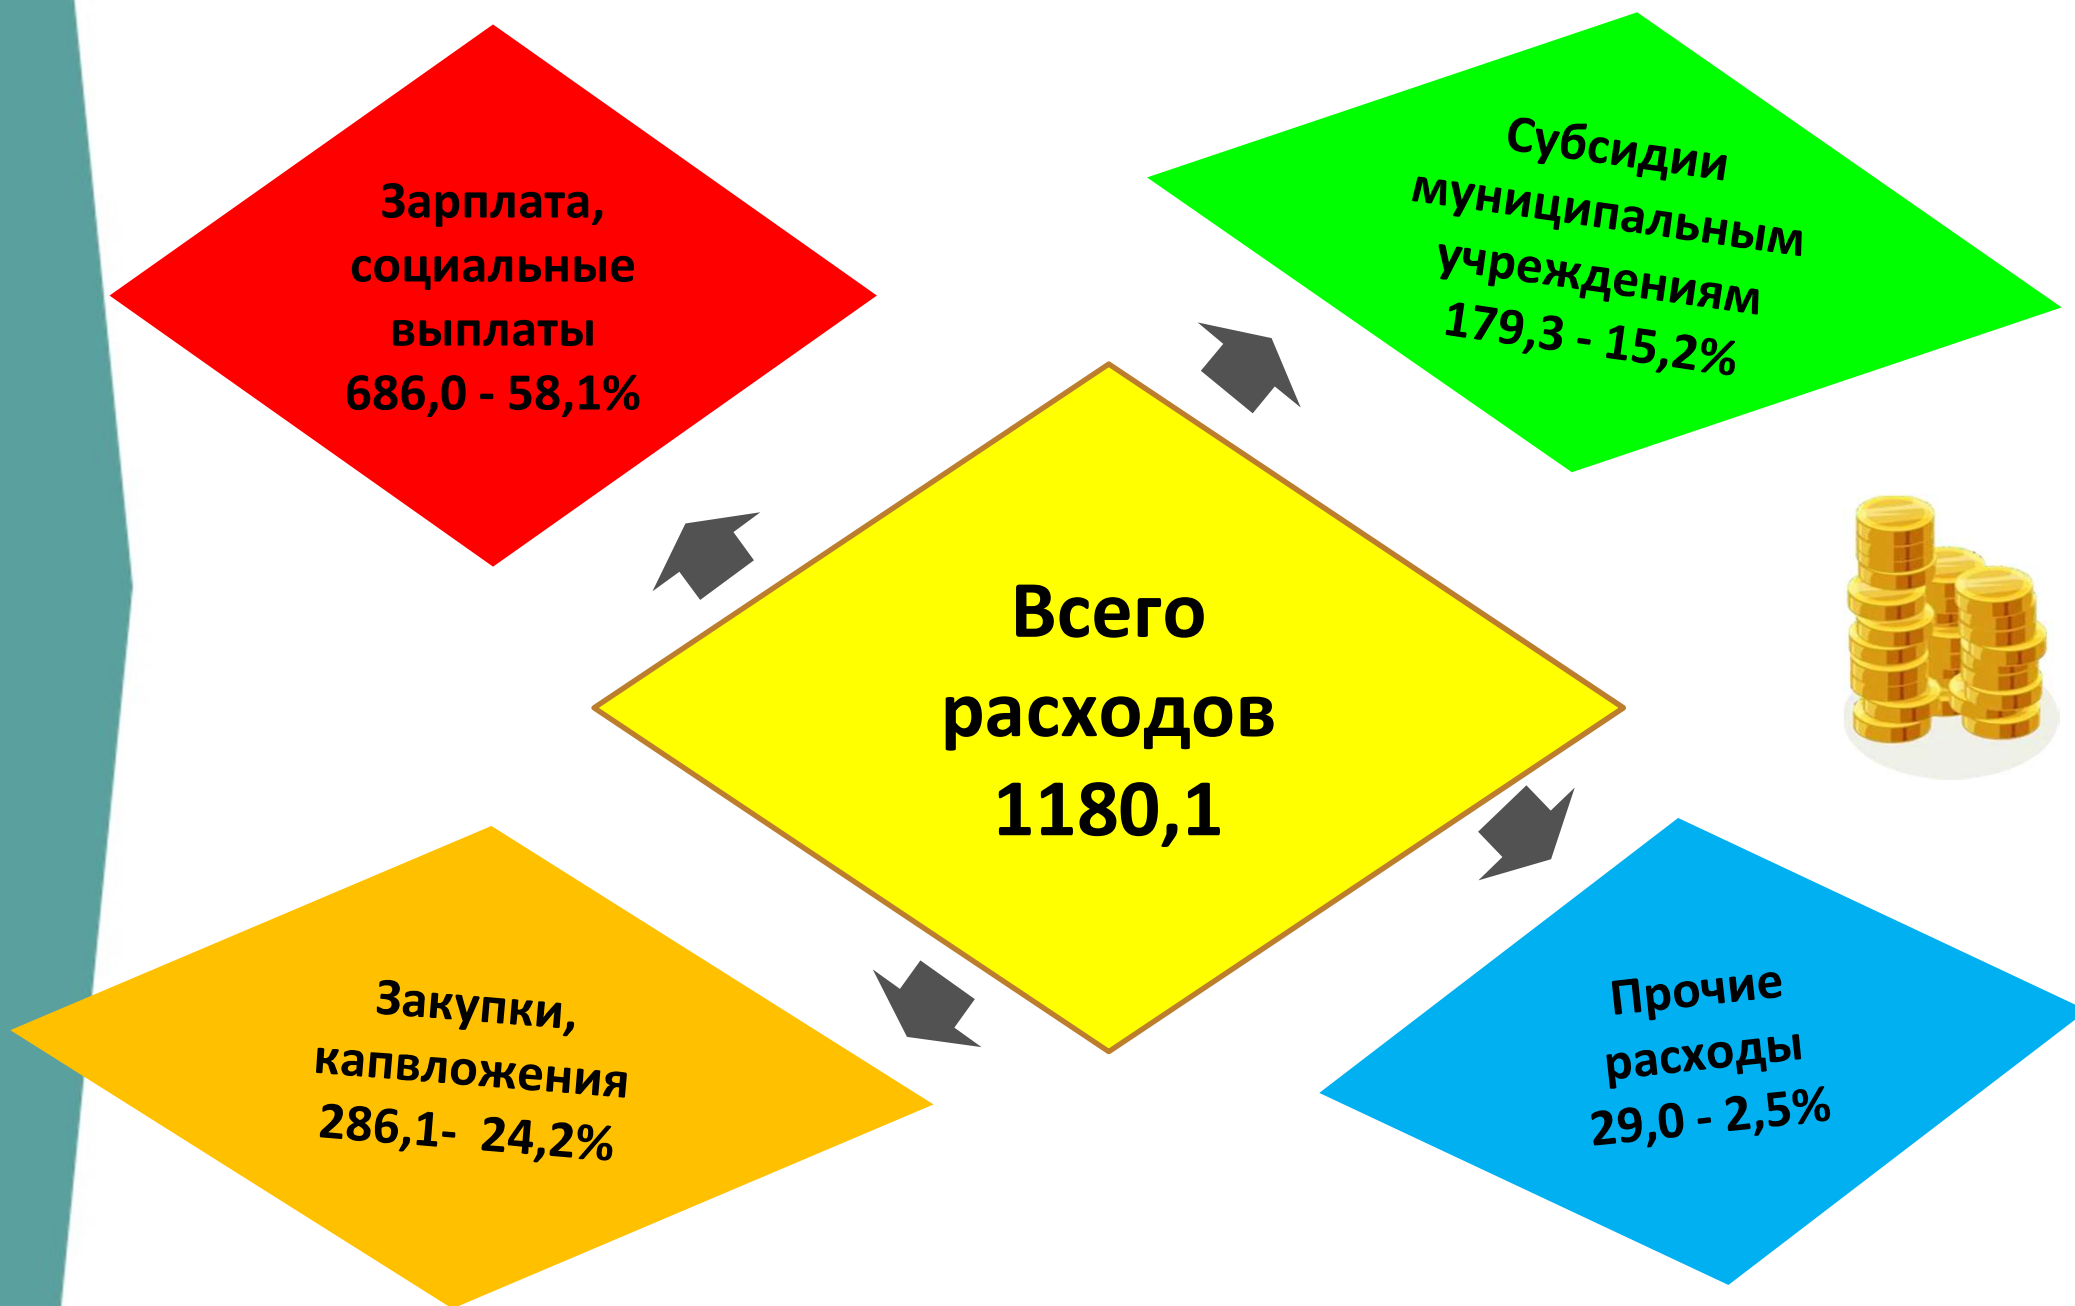 Зарплата,
социальные
выплаты
686,0 - 58,1%
Субсидии
муниципальным
учреждениям
179,3 - 15,2%
Всего
расходов
1180,1
Закупки,
капвложения
286,1-  24,2%
Прочие
расходы
29,0 - 2,5%